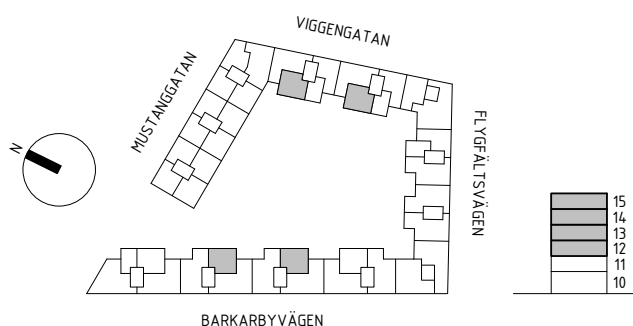 VIGGENGATAN
MUSTANGGATAN
N
FLYGFÄLTSVÄGEN
15
14
13
12
11
10
BARKARBYVÄGEN